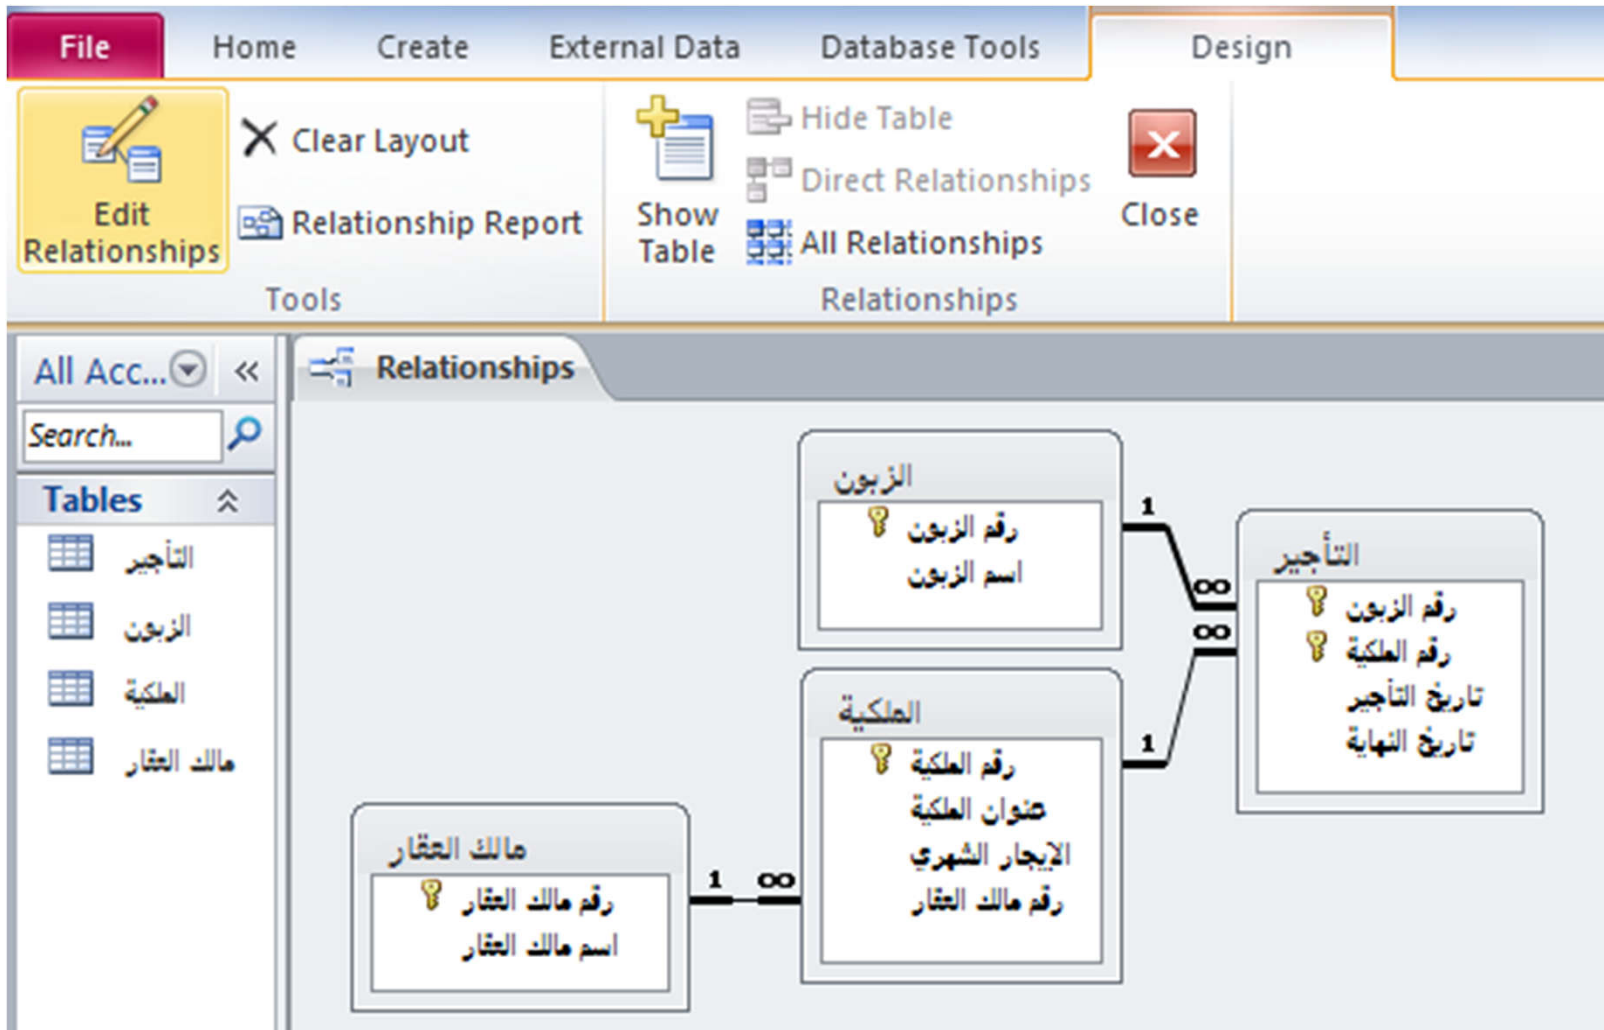 File Home Create External Data Database Tools Design
Edit Relationships
Clear Layout
Relationship Report
Tools
Show Table
Hide Table
Direct Relationships
All Relationships
Close
Relationships
All Acc...
Search...
Tables
التأجير
الزبون
الملكية
مالك العقار
Relationships
الزبون
رقم الزبون
اسم الزبون
1
∞
التأجير
رقم الزبون
رقم الملكية
تاريخ التأجير
تاريخ النهاية
∞
1
الملكية
رقم الملكية
عنوان الملكية
الإيجار الشهري
رقم مالك العقار
1 ∞
مالك العقار
رقم مالك العقار
اسم مالك العقار